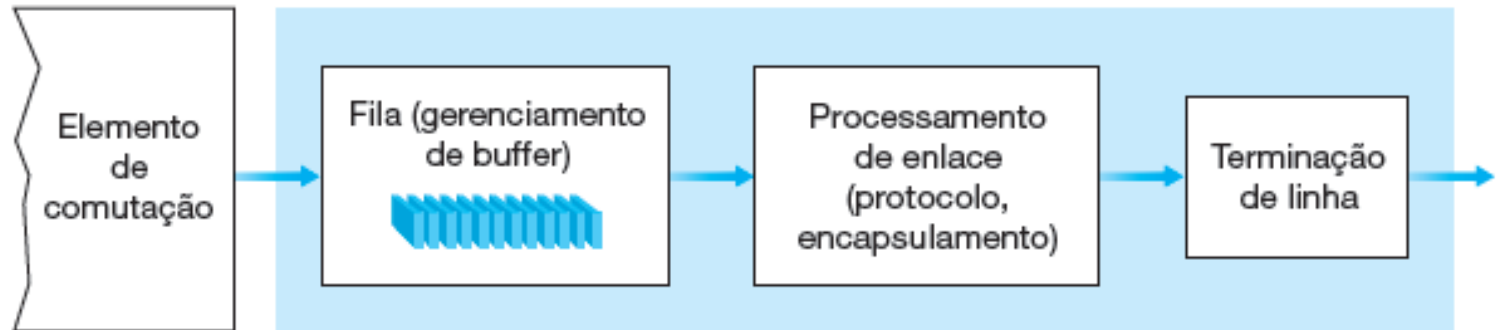 Elemento
de
comutação
Fila (gerenciamento
de buffer)
Processamento
de enlace
(protocolo,
encapsulamento)
Terminação
de linha